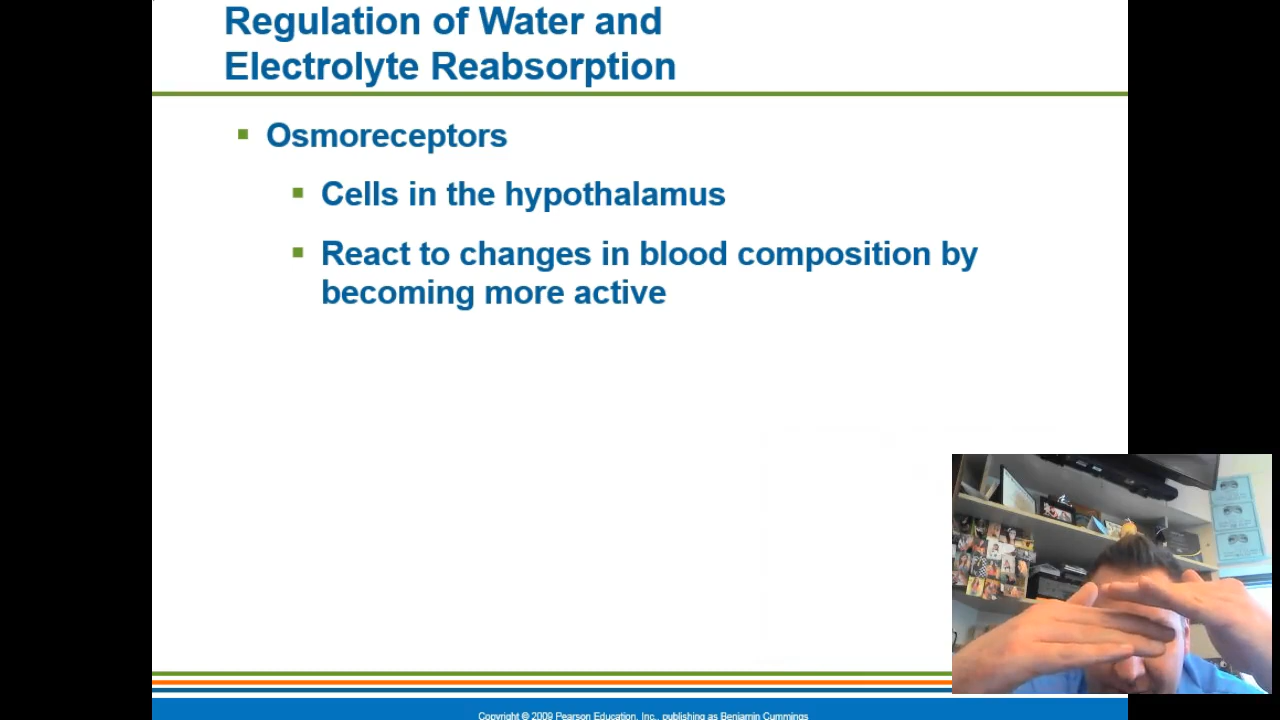 Regulation of Water and
Electrolyte Reabsorption
Osmoreceptors
Cells in the hypothalamus
React to changes in blood composition by
becoming more active
Copyright © 2009 Pearson Education, Inc., publishing as Benjamin Cummings